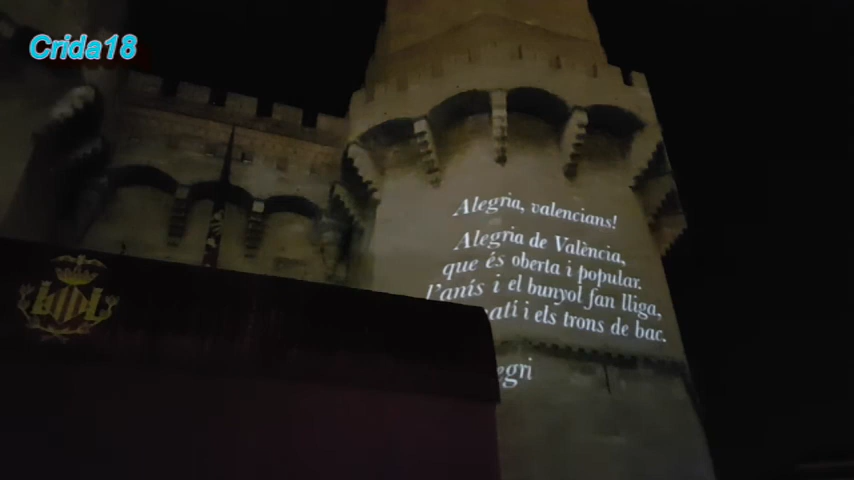 Crida18
Alegria, valencians!
Alegria de València,
que és oberta i popular.
l'anís i el bunyol fan lliga,
i els trons de bac.